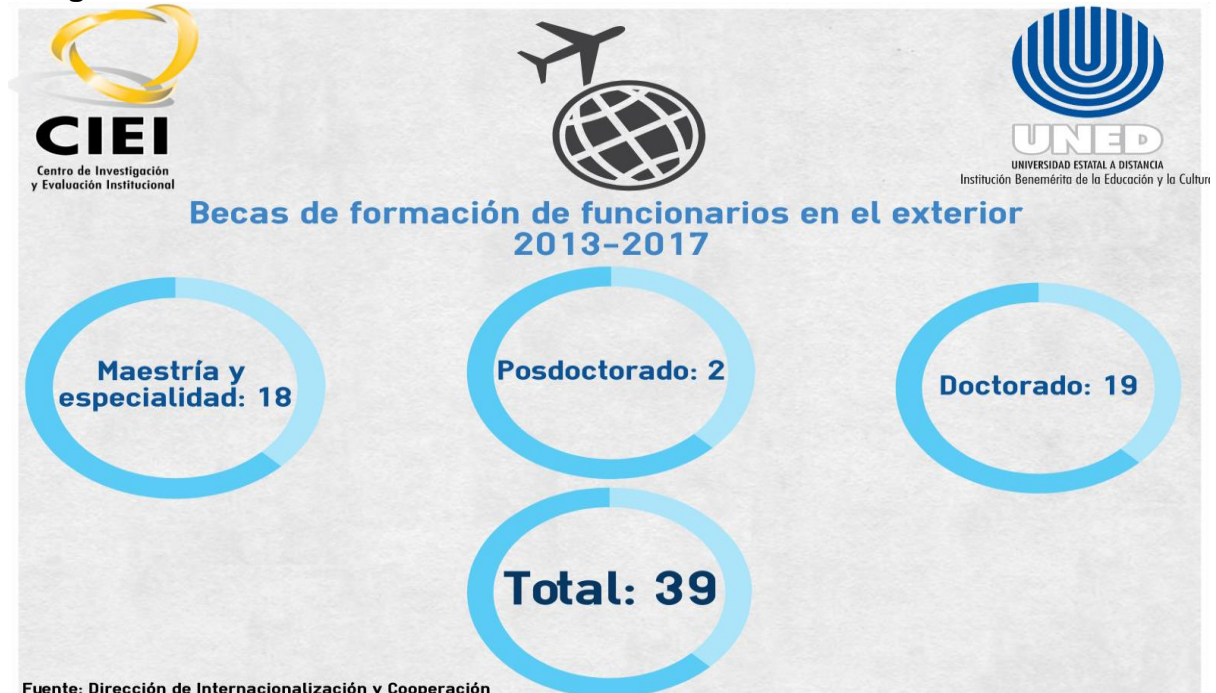 CIEI
Centro de Investigación
y Evaluación Institucional
UNED
UNIVERSIDAD ESTATAL A DISTANCIA
Institución Benemérita de la Educación y la Cultura
Becas de formación de funcionarios en el exterior
2013-2017
Maestría y
especialidad: 18
Posdoctorado: 2
Doctorado: 19
Total: 39
Fuente: Dirección de Internacionalización y Cooperación